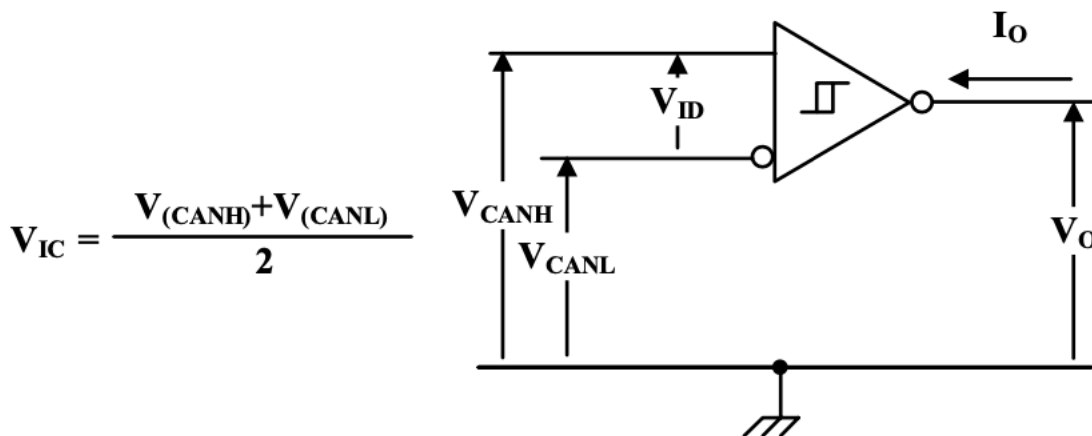 V_IC = (V_(CANH)+V_(CANL))/2
V_CANH
V_CANL
V_ID
I_O
V_O